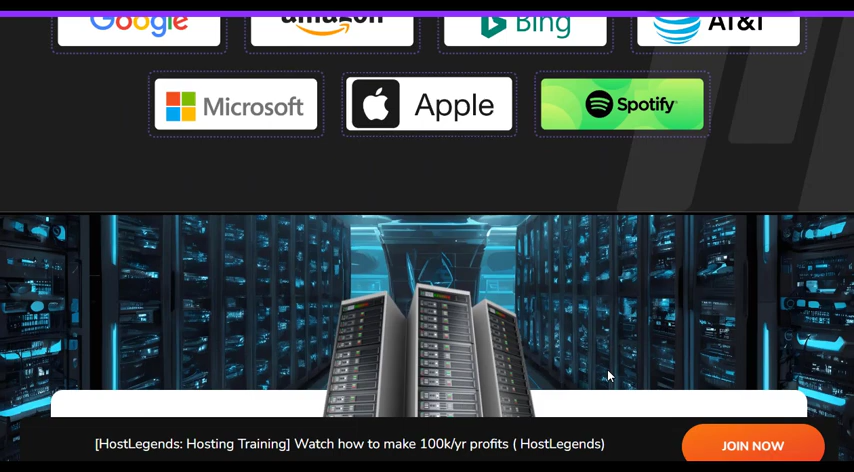 Google
amazon
Bing
AT&T
Microsoft
Apple
Spotify
[HostLegends: Hosting Training] Watch how to make 100k/yr profits ( HostLegends)
JOIN NOW